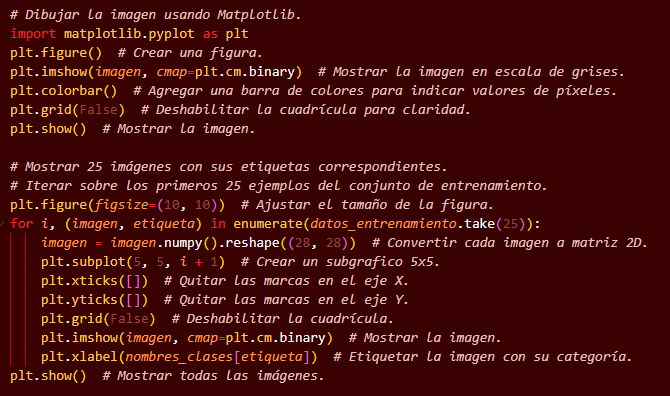 # Dibujar la imagen usando Matplotlib.
import matplotlib.pyplot as plt
plt.figure()  # Crear una figura.
plt.imshow(imagen, cmap=plt.cm.binary)  # Mostrar la imagen en escala de grises.
plt.colorbar()  # Agregar una barra de colores para indicar valores de píxeles.
plt.grid(False)  # Deshabilitar la cuadrícula para claridad.
plt.show()  # Mostrar la imagen.

# Mostrar 25 imágenes con sus etiquetas correspondientes.
# Iterar sobre los primeros 25 ejemplos del conjunto de entrenamiento.
plt.figure(figsize=(10, 10))  # Ajustar el tamaño de la figura.
for i, (imagen, etiqueta) in enumerate(datos_entrenamiento.take(25)):
    imagen = imagen.numpy().reshape((28, 28))  # Convertir cada imagen a matriz 2D.
    plt.subplot(5, 5, i + 1)  # Crear un subgrafico 5x5.
    plt.xticks([])  # Quitar las marcas en el eje X.
    plt.yticks([])  # Quitar las marcas en el eje Y.
    plt.grid(False)  # Deshabilitar la cuadrícula.
    plt.imshow(imagen, cmap=plt.cm.binary)  # Mostrar la imagen.
    plt.xlabel(nombres_clases[etiqueta])  # Etiquetar la imagen con su categoría.
plt.show()  # Mostrar todas las imágenes.